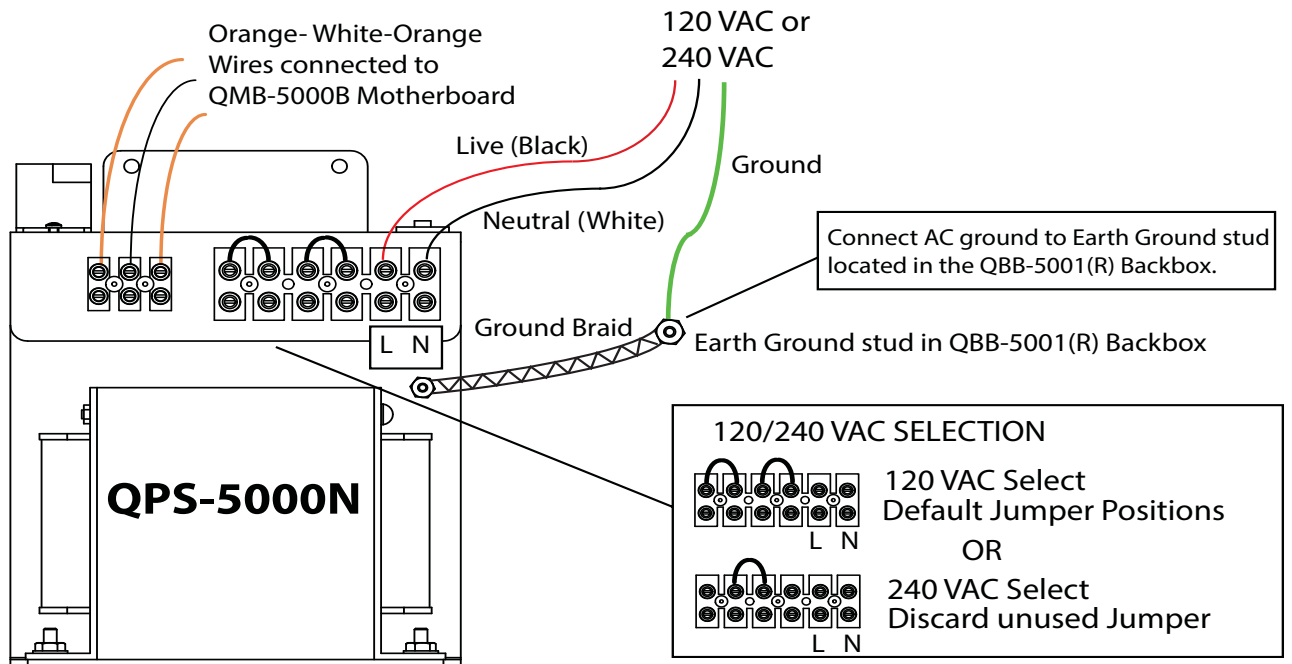 Orange- White-Orange
Wires connected to
QMB-5000B Motherboard
120 VAC or
240 VAC
Live (Black)
Ground
Neutral (White)
Connect AC ground to Earth Ground stud
located in the QBB-5001(R) Backbox.
L N
Ground Braid
Earth Ground stud in QBB-5001(R) Backbox
QPS-5000N
120/240 VAC SELECTION
120 VAC Select
Default Jumper Positions
L N
OR
240 VAC Select
Discard unused Jumper
L N